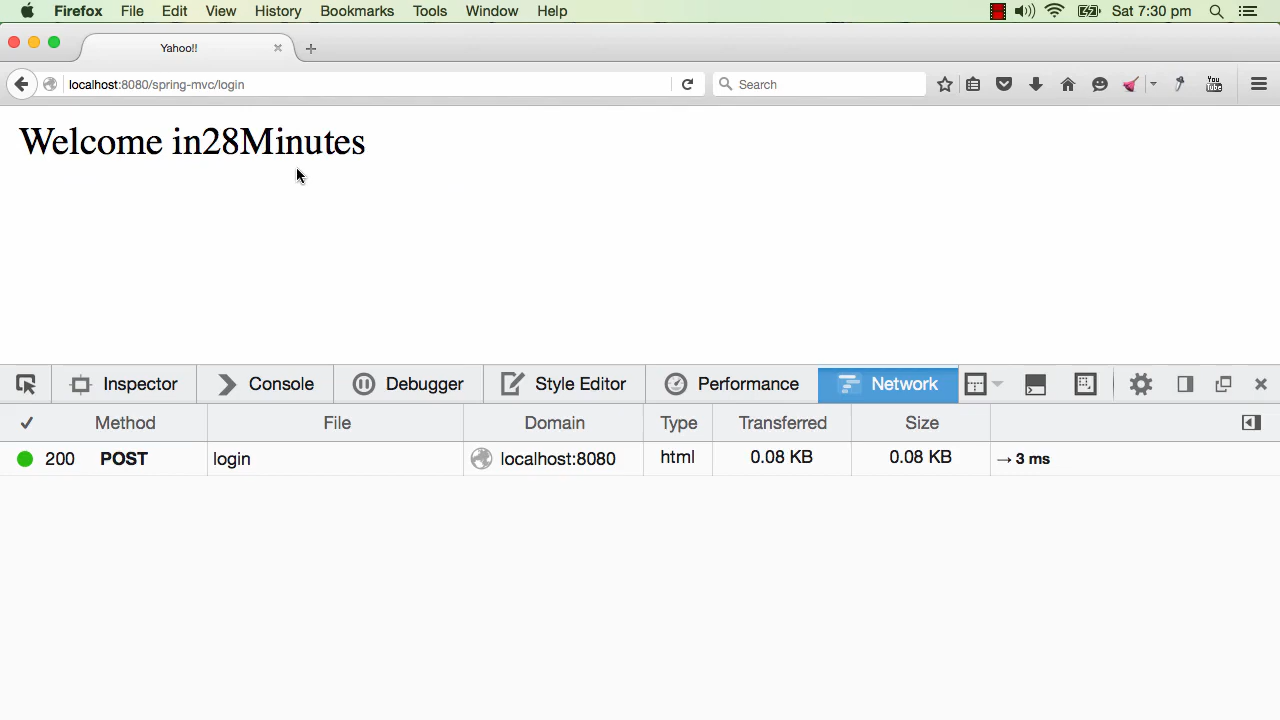 Firefox File Edit View History Bookmarks Tools Window Help Sat 7:30 pm
Yahoo!!
localhost:8080/spring-mvc/login Search You Tube
Welcome in28Minutes
Inspector Console Debugger Style Editor Performance Network
Method File Domain Type Transferred Size
200 POST login localhost:8080 html 0.08 KB 0.08 KB → 3 ms